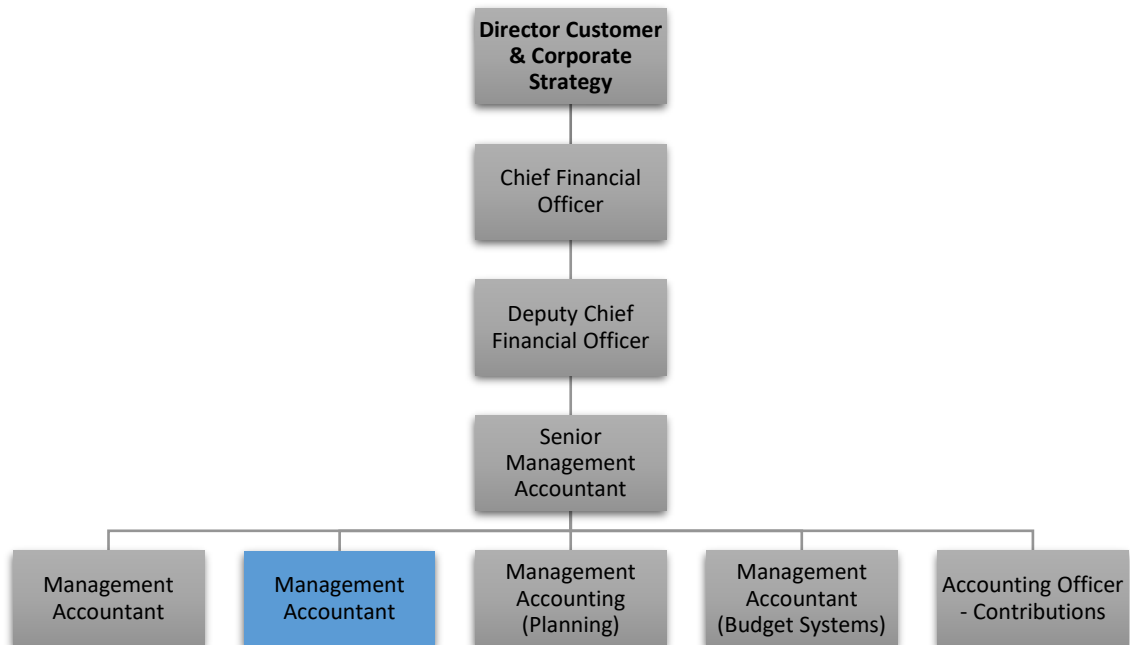 Director Customer
& Corporate
Strategy
Chief Financial
Officer
Deputy Chief
Financial Officer
Senior
Management
Accountant
Management
Accountant
Management
Accountant
Management
Accounting
(Planning)
Management
Accountant
(Budget Systems)
Accounting Officer
- Contributions